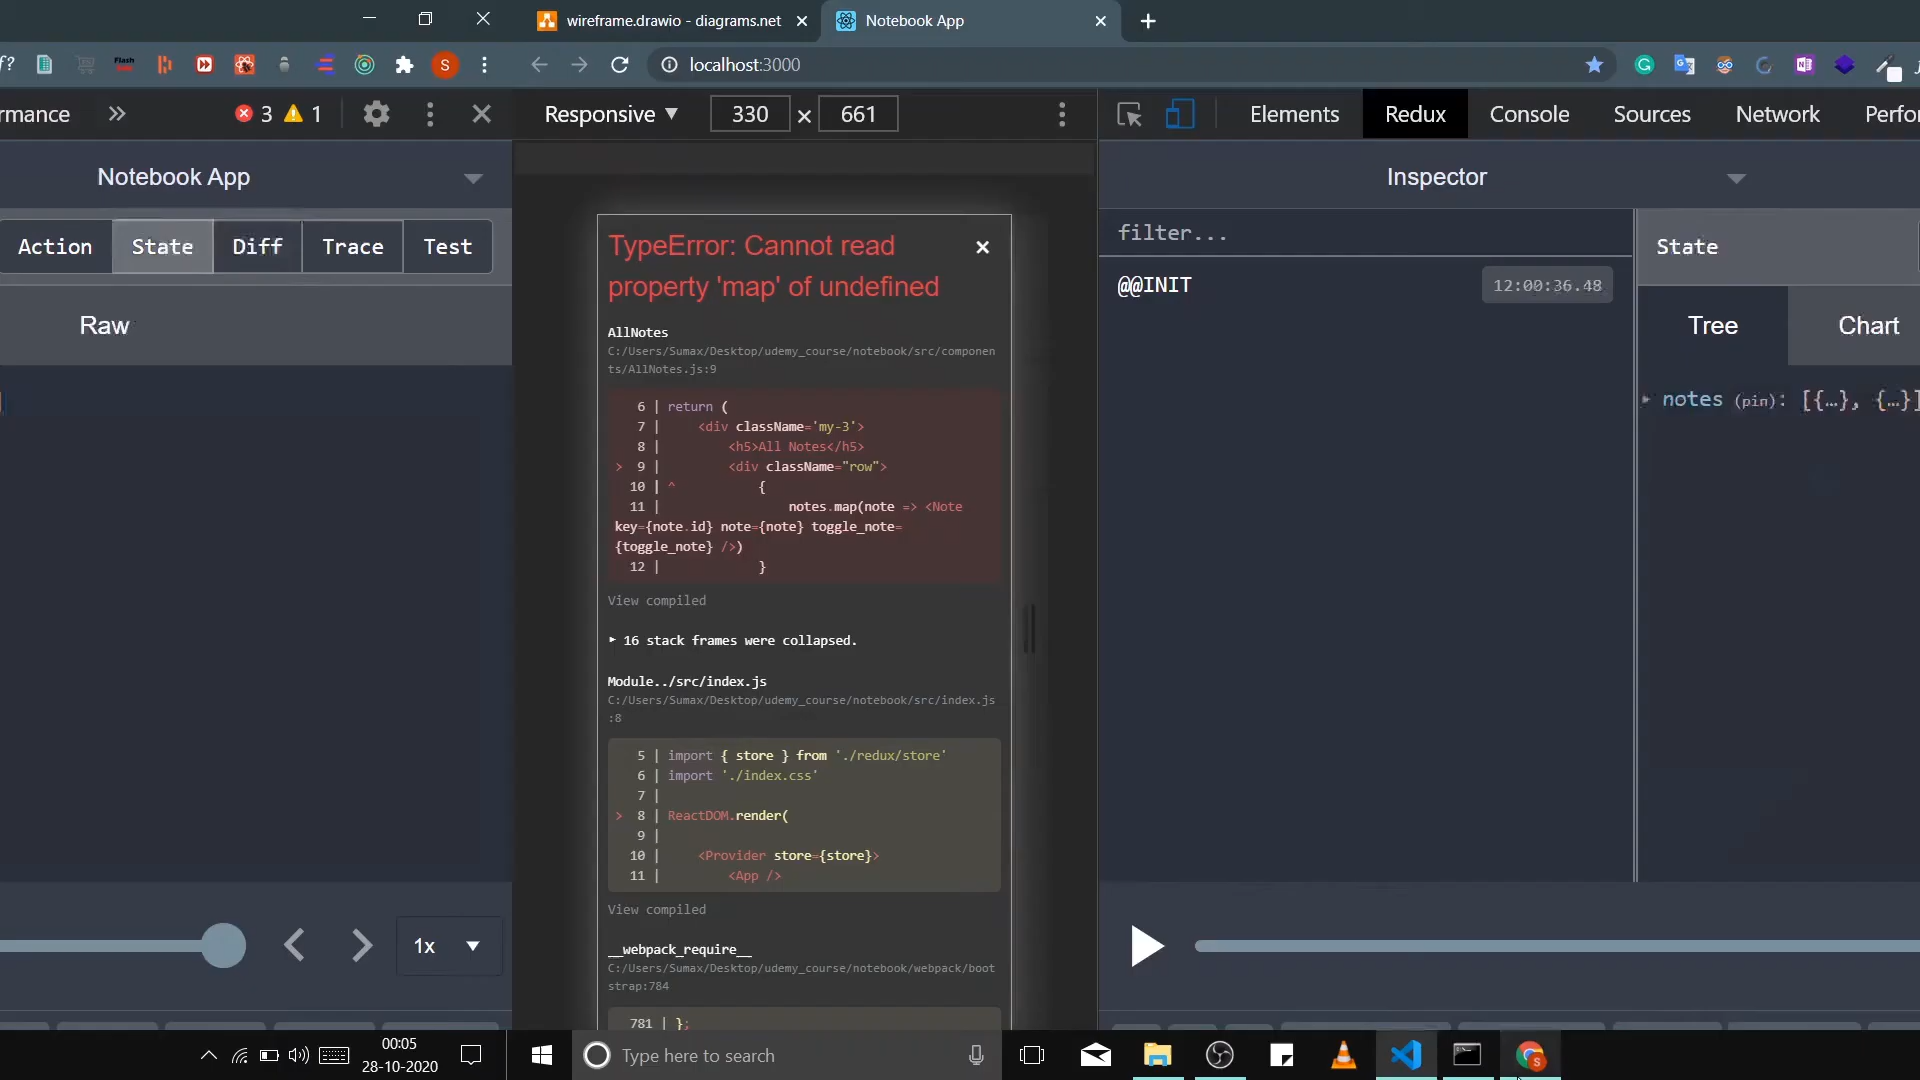 wireframe.drawio - diagrams.net
Notebook App
f?
Flash
S
localhost:3000
rmance
3
1
Responsive
330
×
661
Elements
Redux
Console
Sources
Network
Perfo
Notebook App
Inspector
Action
State
Diff
Trace
Test
filter...
State
Raw
@@INIT
12:00:36.48
Tree
Chart
notes (pin): [{…}, {…}]
TypeError: Cannot read
property 'map' of undefined
AllNotes
C:/Users/Sumax/Desktop/udemy_course/notebook/src/componen
ts/AllNotes.js:9
6 | return (
7 | <div className='my-3'>
8 | <h5>All Notes</h5>
> 9 | <div className="row">
10 | ^ {
11 | notes.map(note => <Note
key={note.id} note={note} toggle_note=
{toggle_note} />)
12 | }
View compiled
▶ 16 stack frames were collapsed.
Module../src/index.js
C:/Users/Sumax/Desktop/udemy_course/notebook/src/index.js
:8
5 | import { store } from './redux/store'
6 | import './index.css'
7 |
> 8 | ReactDOM.render(
9 |
10 | <Provider store={store}>
11 | <App />
View compiled
__webpack_require__
C:/Users/Sumax/Desktop/udemy_course/notebook/webpack/boot
strap:784
781 | };
1x
00:05
28-10-2020
Type here to search